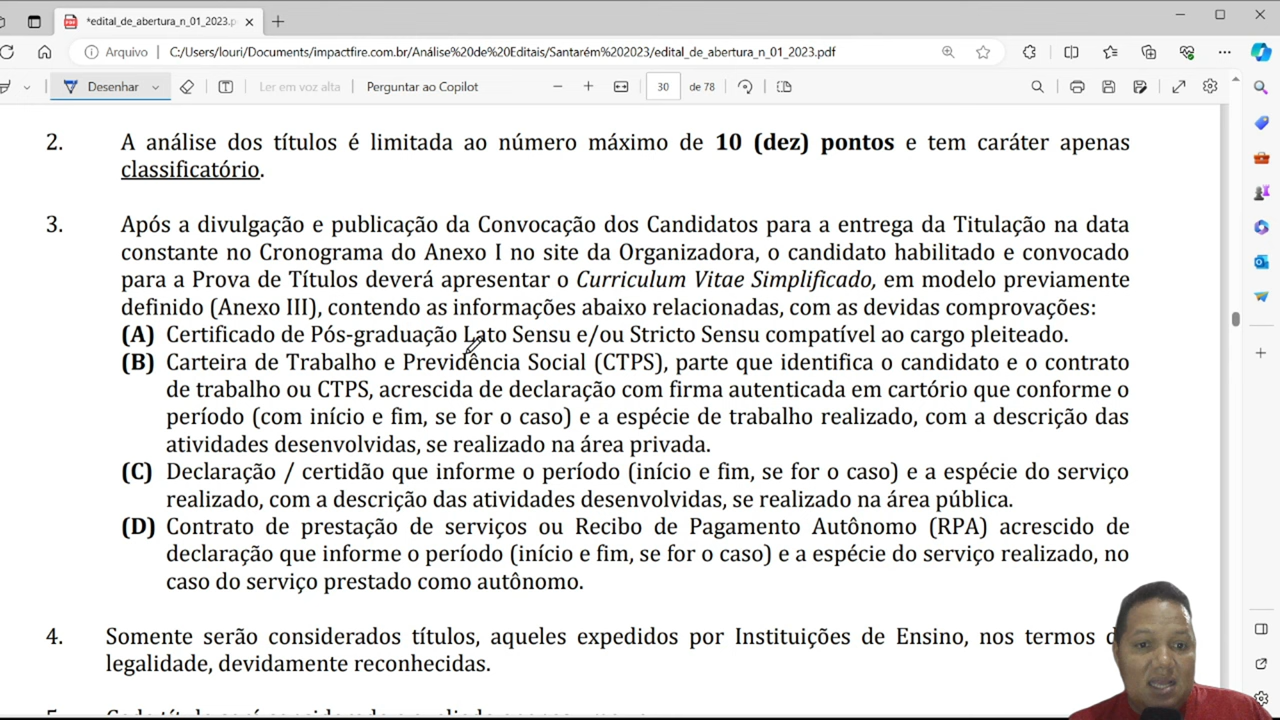 *edital_de_abertura_n_01_2023.p
Arquivo C:/Users/louri/Documents/impactfire.com.br/Análise%20de%20Editais/Santarém%202023/edital_de_abertura_n_01_2023.pdf
Desenhar Ler em voz alta Perguntar ao Copilot 30 de 78
2. A análise dos títulos é limitada ao número máximo de 10 (dez) pontos e tem caráter apenas
classificatório.
3. Após a divulgação e publicação da Convocação dos Candidatos para a entrega da Titulação na data
constante no Cronograma do Anexo I no site da Organizadora, o candidato habilitado e convocado
para a Prova de Títulos deverá apresentar o Curriculum Vitae Simplificado, em modelo previamente
definido (Anexo III), contendo as informações abaixo relacionadas, com as devidas comprovações:
(A) Certificado de Pós-graduação Lato Sensu e/ou Stricto Sensu compatível ao cargo pleiteado.
(B) Carteira de Trabalho e Previdência Social (CTPS), parte que identifica o candidato e o contrato
de trabalho ou CTPS, acrescida de declaração com firma autenticada em cartório que conforme o
período (com início e fim, se for o caso) e a espécie de trabalho realizado, com a descrição das
atividades desenvolvidas, se realizado na área privada.
(C) Declaração / certidão que informe o período (início e fim, se for o caso) e a espécie do serviço
realizado, com a descrição das atividades desenvolvidas, se realizado na área pública.
(D) Contrato de prestação de serviços ou Recibo de Pagamento Autônomo (RPA) acrescido de
declaração que informe o período (início e fim, se for o caso) e a espécie do serviço realizado, no
caso do serviço prestado como autônomo.
4. Somente serão considerados títulos, aqueles expedidos por Instituições de Ensino, nos termos
legalidade, devidamente reconhecidas.